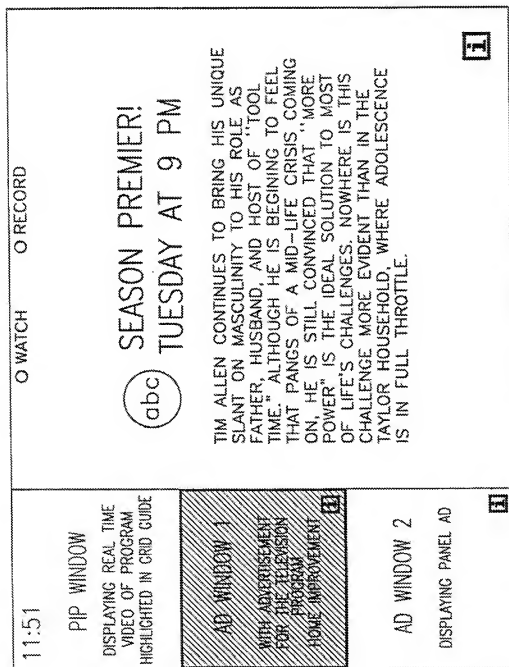 11:51
PIP WINDOW
DISPLAYING REAL TIME
VIDEO OF PROGRAM
HIGHLIGHTED IN GRID GUIDE
AD WINDOW 1
WITH ADVERTISEMENT
FOR THE TELEVISION
PROGRAM
HOME IMPROVEMENT
i
AD WINDOW 2
DISPLAYING PANEL AD
i
O WATCH O RECORD
abc
SEASON PREMIER!
TUESDAY AT 9 PM
TIM ALLEN CONTINUES TO BRING HIS UNIQUE
SLANT ON MASCULINITY TO HIS ROLE AS
FATHER, HUSBAND, AND HOST OF "TOOL
TIME." ALTHOUGH HE IS BEGINING TO FEEL
THAT PANGS OF A MID-LIFE CRISIS COMING
ON, HE IS STILL CONVINCED THAT "MORE
POWER" IS THE IDEAL SOLUTION TO MOST
OF LIFE'S CHALLENGES. NOWHERE IS THIS
CHALLENGE MORE EVIDENT THAN IN THE
TAYLOR HOUSEHOLD, WHERE ADOLESCENCE
IS IN FULL THROTTLE.
i